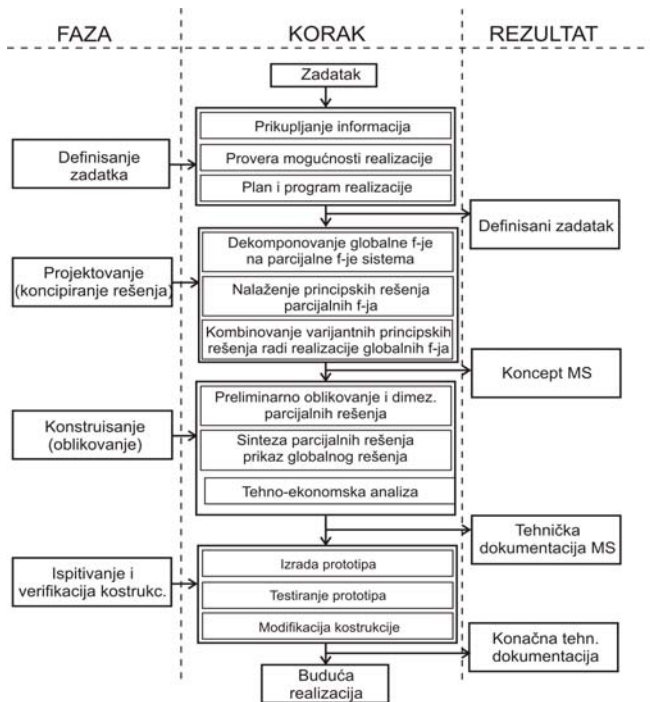 FAZA
KORAK
REZULTAT
Zadatak
Prikupljanje informacija
Provera mogućnosti realizacije
Plan i program realizacije
Definisanje
zadatka
Definisani zadatak
Dekomponovanje globalne f-je
na parcijalne f-je sistema
Nalaženje principskih rešenja
parcijalnih f-ja
Kombinovanje varijantnih principskih
rešenja radi realizacije globalnih f-ja
Projektovanje
(koncipiranje rešenja)
Koncept MS
Preliminarno oblikovanje i dimez.
parcijalnih rešenja
Sinteza parcijalnih rešenja
prikaz globalnog rešenja
Tehno-ekonomska analiza
Konstruisanje
(oblikovanje)
Tehnička
dokumentacija MS
Izrada prototipa
Testiranje prototipa
Modifikacija kostrukcije
Ispitivanje i
verifikacija kostrukc.
Konačna tehn.
dokumentacija
Buduća
realizacija